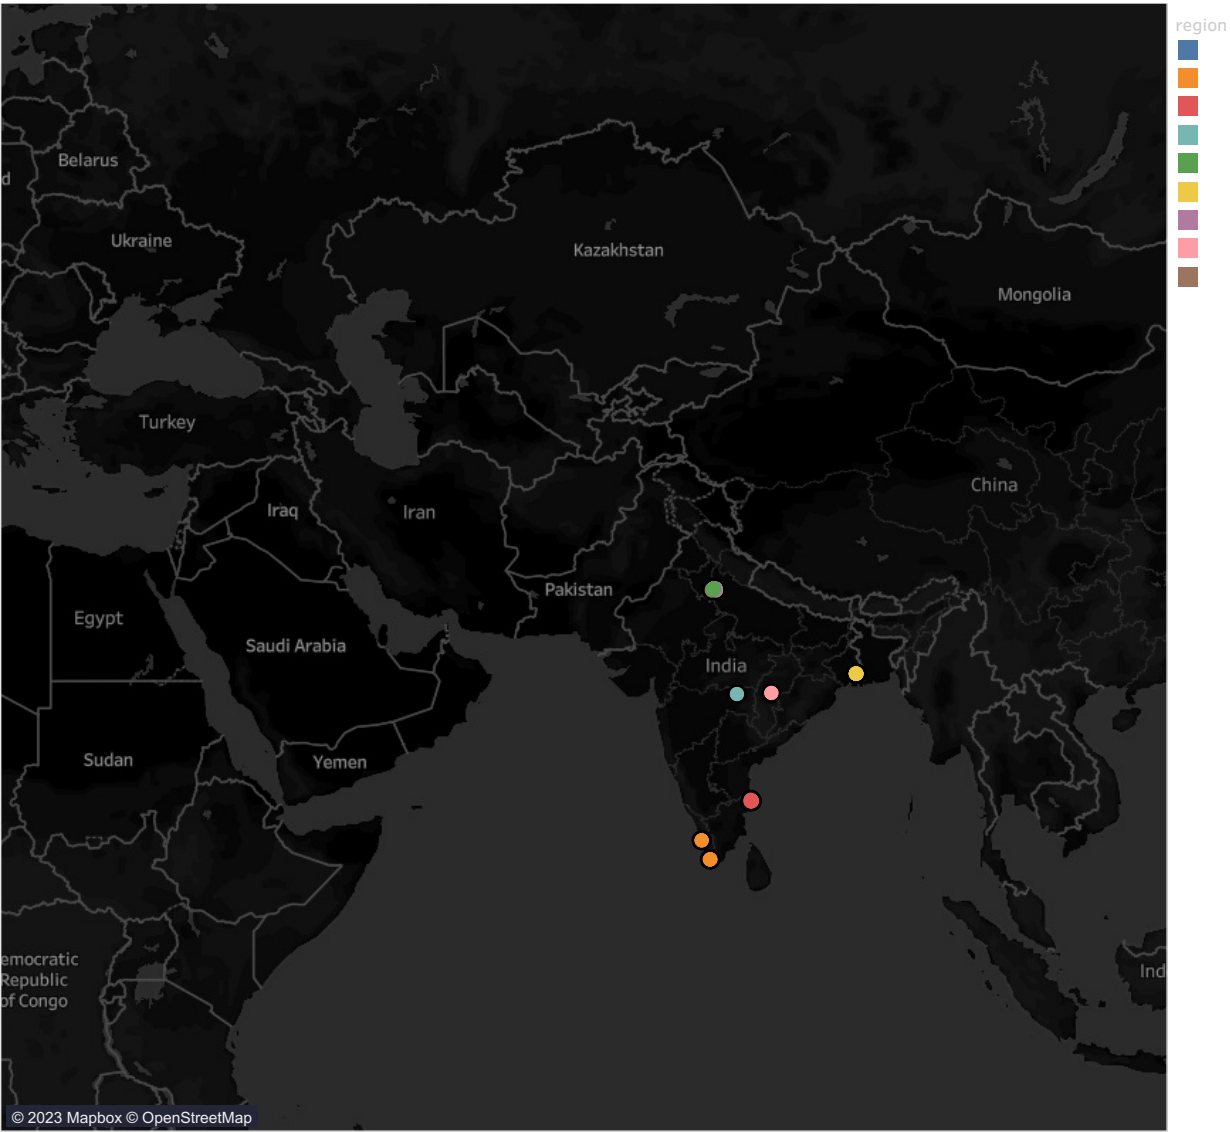 region
Belarus
d
Ukraine
Kazakhstan
Mongolia
Turkey
China
Iraq
Iran
Pakistan
Egypt
Saudi Arabia
India
Sudan
Yemen
emocratic
Republic
of Congo
Ind
© 2023 Mapbox © OpenStreetMap